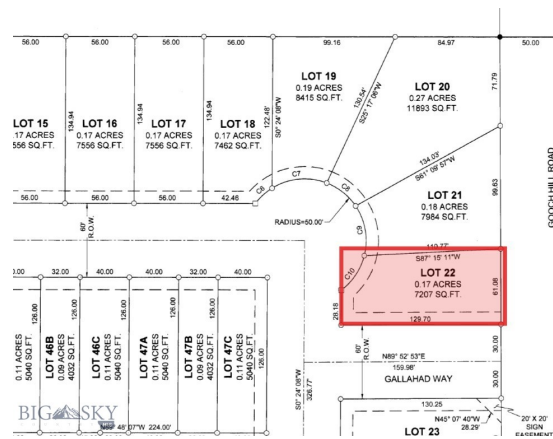 56.00
56.00
56.00
56.00
99.16
84.97
50.00
LOT 15
.17 ACRES
556 SQ.FT.
134.94
LOT 16
0.17 ACRES
7556 SQ.FT.
134.94
LOT 17
0.17 ACRES
7556 SQ.FT.
134.94
LOT 18
0.17 ACRES
7462 SQ.FT.
122.48'
S0° 24' 08"W
LOT 19
0.19 ACRES
8415 SQ.FT.
130.54'
S25° 17' 06"W
LOT 20
0.27 ACRES
11893 SQ.FT.
71.79
134.03'
S61° 09' 57"W
99.63
GOOCH HILL ROAD
56.00
56.00
56.00
42.46
C6
C7
C8
C9
C10
RADIUS=50.00'
LOT 21
0.18 ACRES
7984 SQ.FT.
60'
R.O.W.
110.77'
S87° 15' 11"W
LOT 22
0.17 ACRES
7207 SQ.FT.
61.08
129.70
28.18
0.00
32.00
40.00
40.00
32.00
40.00
0.11 ACRES
5040 SQ.FT.
126.00
LOT 46B
0.09 ACRES
4032 SQ.FT.
126.00
LOT 46C
0.11 ACRES
5040 SQ.FT.
126.00
LOT 47A
0.11 ACRES
5040 SQ.FT.
126.00
LOT 47B
0.09 ACRES
4032 SQ.FT.
126.00
LOT 47C
0.11 ACRES
5040 SQ.FT.
126.00
S0° 24' 08"W
326.77'
60'
R.O.W.
30.00
N89° 52' 53"E
159.98'
GALLAHAD WAY
30.00
130.25
N45° 07' 40"W
28.29'
20' X 20'
SIGN
EASEMENT
LOT 23
BIG SKY
48' 07"W 224.00'